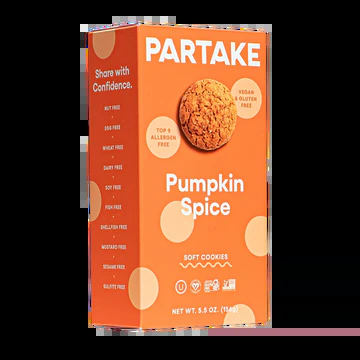 PARTAKE
Share with
Confidence.
NUT FREE
EGG FREE
WHEAT FREE
DAIRY FREE
SOY FREE
FISH FREE
SHELLFISH FREE
MUSTARD FREE
SESAME FREE
SULFITE FREE
VEGAN
& GLUTEN
FREE
TOP 9
ALLERGEN
FREE
Pumpkin
Spice
SOFT COOKIES
U
NET WT. 5.5 OZ.